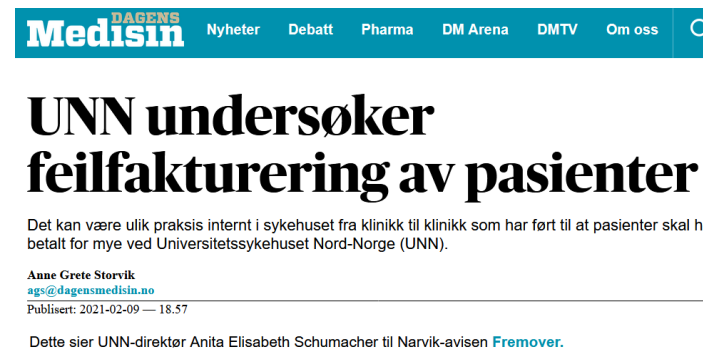 DAGENS
Medisin
Nyheter Debatt Pharma DM Arena DMTV Om oss
UNN undersøker
feilfakturering av pasienter
Det kan være ulik praksis internt i sykehuset fra klinikk til klinikk som har ført til at pasienter skal h
betalt for mye ved Universitetssykehuset Nord-Norge (UNN).
Anne Grete Storvik
ags@dagensmedisin.no
Publisert: 2021-02-09 — 18.57
Dette sier UNN-direktør Anita Elisabeth Schumacher til Narvik-avisen Fremover.